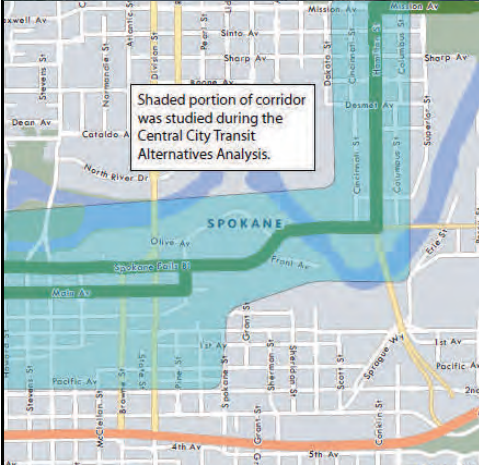 Mission Av
Mission Av
Maxwell Av
Atlantic St
Division St
Pearl St
Sinto Av
Normandie St
Stevens St
Dakota St
Cincinnati St
Hamilton St
Columbus St
Sharp Av
Sharp Av
Boone Av
Shaded portion of corridor
was studied during the
Central City Transit
Alternatives Analysis.
Desmet Av
Superior St
Dean Av
Cataldo Av
North River Dr
Cincinnati St
Columbus St
SPOKANE
Olive Av
Erie St
Spokane Falls Bl
Front Av
Main Av
Grant St
1st Av
1st Av
Howard St
Stevens St
Pacific Av
Browne St
State St
Pine St
Spokane St
Sherman St
Sheridan St
Scott St
Sprague Wy
Pacific Av
2nd
McClellan St
4th Av
S Grant St
5th Av
Conklin St